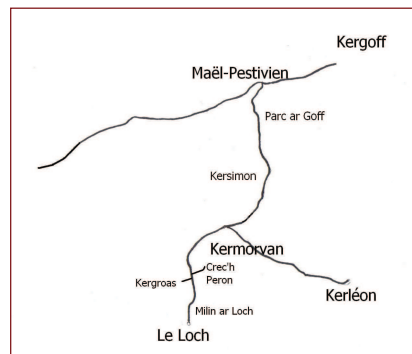 Kergoff
Maël-Pestivien
Parc ar Goff
Kersimon
Kermorvan
Crec'h
Peron
Kergroas
Kerléon
Milin ar Loch
Le Loch